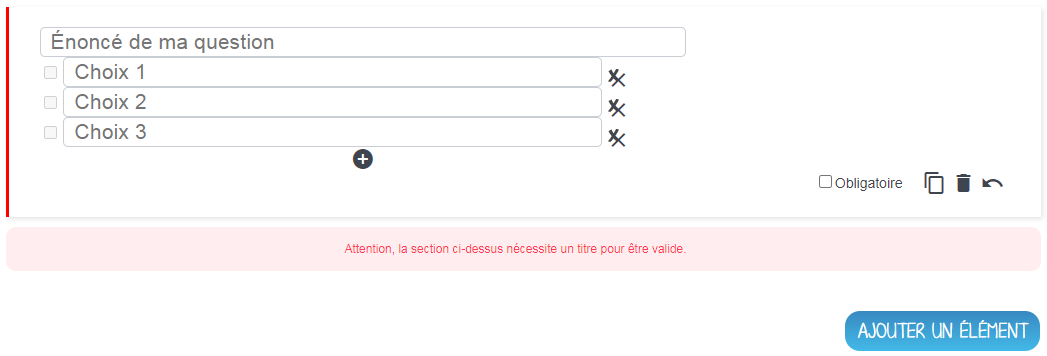 Énoncé de ma question
Choix 1
Choix 2
Choix 3
Obligatoire
Attention, la section ci-dessus nécessite un titre pour être valide.
AJOUTER UN ÉLÉMENT